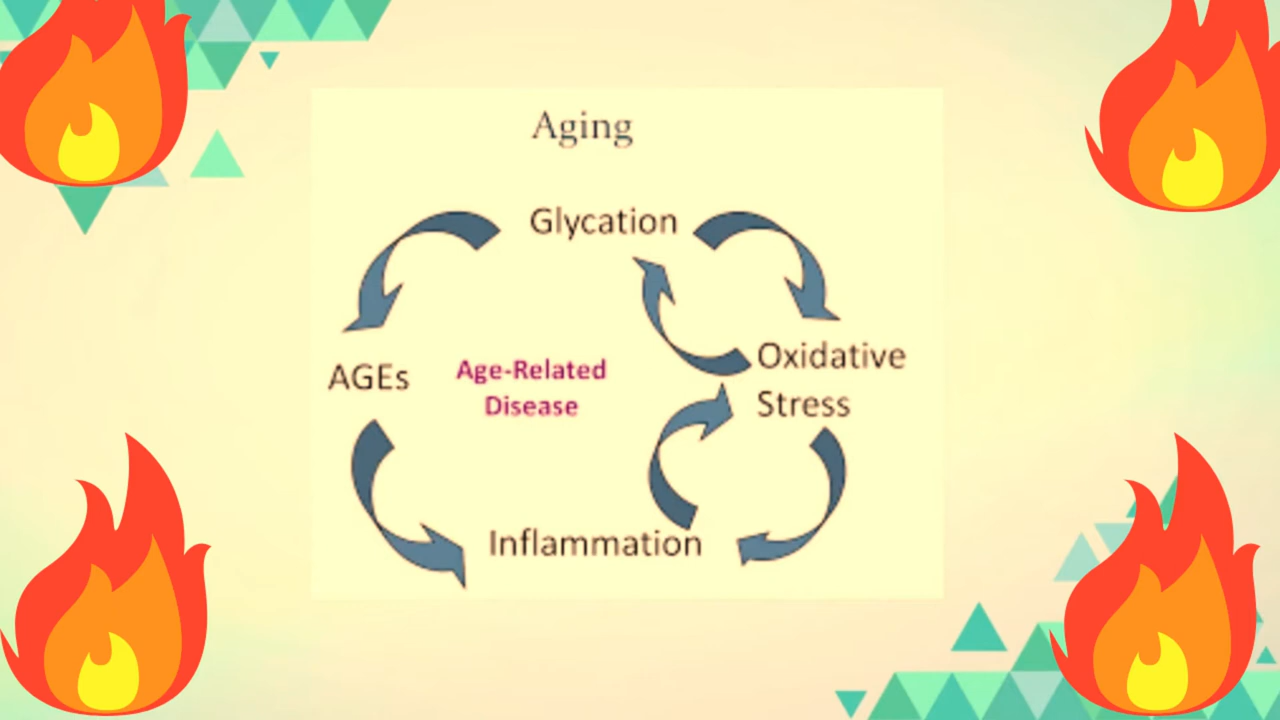 Aging
Glycation
AGEs
Age-Related
Disease
Oxidative
Stress
Inflammation